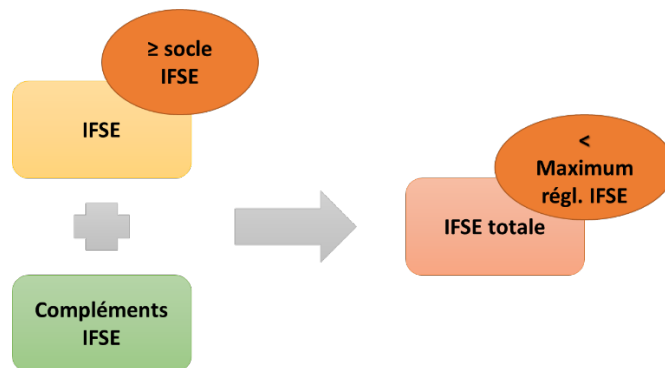 ≥ socle
IFSE
IFSE
Compléments
IFSE
<
Maximum
régl. IFSE
IFSE totale